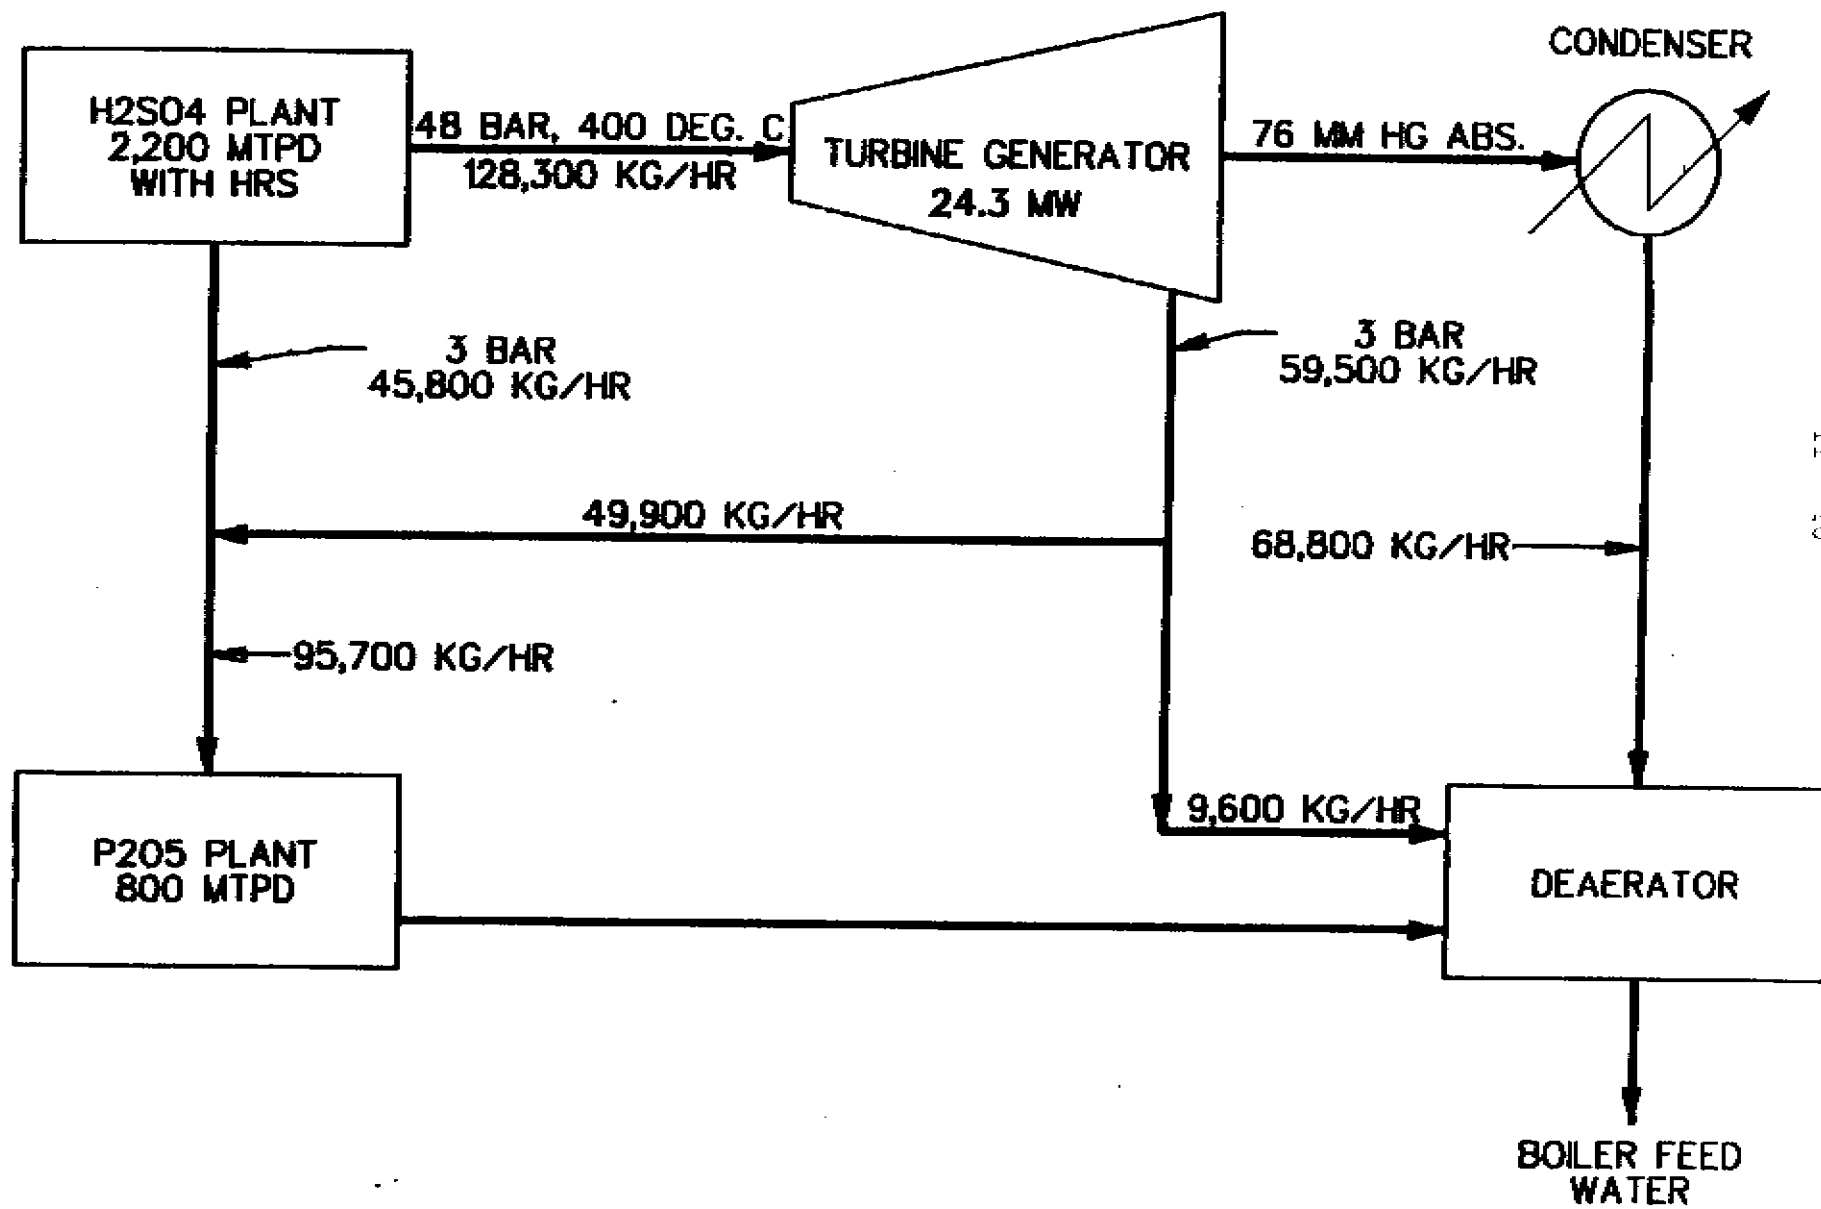 CONDENSER
H2SO4 PLANT
2,200 MTPD
WITH HRS
48 BAR, 400 DEG. C
128,300 KG/HR
TURBINE GENERATOR
24.3 MW
76 MM HG ABS.
3 BAR
45,800 KG/HR
3 BAR
59,500 KG/HR
49,900 KG/HR
68,800 KG/HR
95,700 KG/HR
9,600 KG/HR
P2O5 PLANT
800 MTPD
DEAERATOR
BOILER FEED
WATER